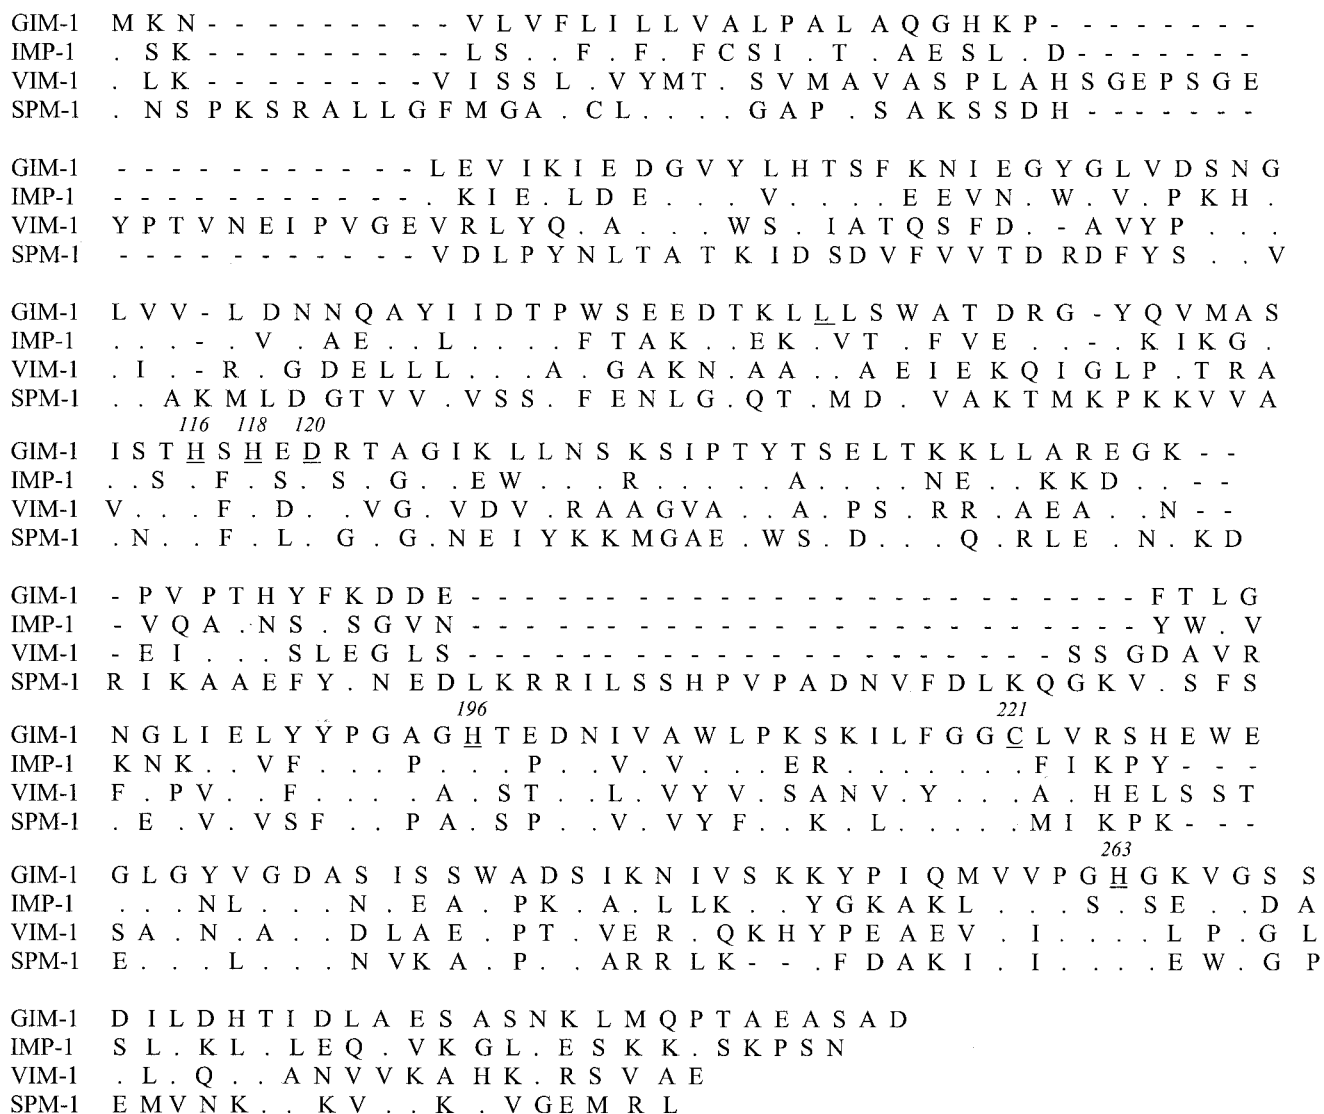 GIM-1 M K N - - - - - - - - - V L V F L I L L V A L P A L A Q G H K P - - - - - - - -
IMP-1 . S K - - - - - - - - - L S . . F . F . F C S I . T . A E S L . D - - - - - - -
VIM-1 . L K - - - - - - - - V I S S L . V Y M T . S V M A V A S P L A H S G E P S G E
SPM-1 . N S P K S R A L L G F M G A . C L . . . . G A P . S A K S S D H - - - - - - -
GIM-1 - - - - - - - - - - - L E V I K I E D G V Y L H T S F K N I E G Y G L V D S N G
IMP-1 - - - - - - - - - - - . K I E . L D E . . . V . . . . E E V N . W . V . P K H .
VIM-1 Y P T V N E I P V G E V R L Y Q . A . . . W S . I A T Q S F D . - A V Y P . . .
SPM-1 - - - - - - - - - - - V D L P Y N L T A T K I D S D V F V V T D R D F Y S . . V
GIM-1 L V V - L D N N Q A Y I I D T P W S E E D T K L L L S W A T D R G - Y Q V M A S
IMP-1 . . . - . V . A E . . L . . . . F T A K . . E K . V T . F V E . . - . K I K G .
VIM-1 . I . - R . G D E L L L . . . A . G A K N . A A . . A E I E K Q I G L P . T R A
SPM-1 . . A K M L D G T V V . V S S . F E N L G . Q T . M D . V A K T M K P K K V V A
116 118 120
GIM-1 I S T H S H E D R T A G I K L L N S K S I P T Y T S E L T K K L L A R E G K - -
IMP-1 . . S . F . S . S . G . . E W . . . R . . . . . A . . . . N E . . K K D . . - -
VIM-1 V . . . F . D . . V G . V D V . R A A G V A . . A . P S . R R . A E A . . N - -
SPM-1 . N . . F . L . G . G . N E I Y K K M G A E . W S . D . . . Q . R L E . N . K D
GIM-1 - P V P T H Y F K D D E - - - - - - - - - - - - - - - - - - - - - - - - F T L G
IMP-1 - V Q A . N S . S G V N - - - - - - - - - - - - - - - - - - - - - - - - Y W . V
VIM-1 - E I . . . S L E G L S - - - - - - - - - - - - - - - - - - - - - S S G D A V R
SPM-1 R I K A A E F Y . N E D L K R R I L S S H P V P A D N V F D L K Q G K V . S F S
196 221
GIM-1 N G L I E L Y Y P G A G H T E D N I V A W L P K S K I L F G G C L V R S H E W E
IMP-1 K N K . . V F . . . P . . . P . . V . V . . . E R . . . . . . . F I K P Y - - -
VIM-1 F . P V . . F . . . . A . S T . . L . V Y V . S A N V . Y . . . A . H E L S S T
SPM-1 . E . V . V S F . . P A . S P . . V . V Y F . . K . L . . . . . M I K P K - - -
263
GIM-1 G L G Y V G D A S I S S W A D S I K N I V S K K Y P I Q M V V P G H G K V G S S
IMP-1 . . . N L . . . N . E A . P K . A . L L K . . Y G K A K L . . . S . S E . . D A
VIM-1 S A . N . A . . D L A E . P T . V E R . Q K H Y P E A E V . I . . . . L P . G L
SPM-1 E . . . L . . . N V K A . P . . A R R L K - - . F D A K I . I . . . . E W . G P
GIM-1 D I L D H T I D L A E S A S N K L M Q P T A E A S A D
IMP-1 S L . K L . L E Q . V K G L . E S K K . S K P S N
VIM-1 . L . Q . . A N V V K A H K . R S V A E
SPM-1 E M V N K . . K V . . K . V G E M R L